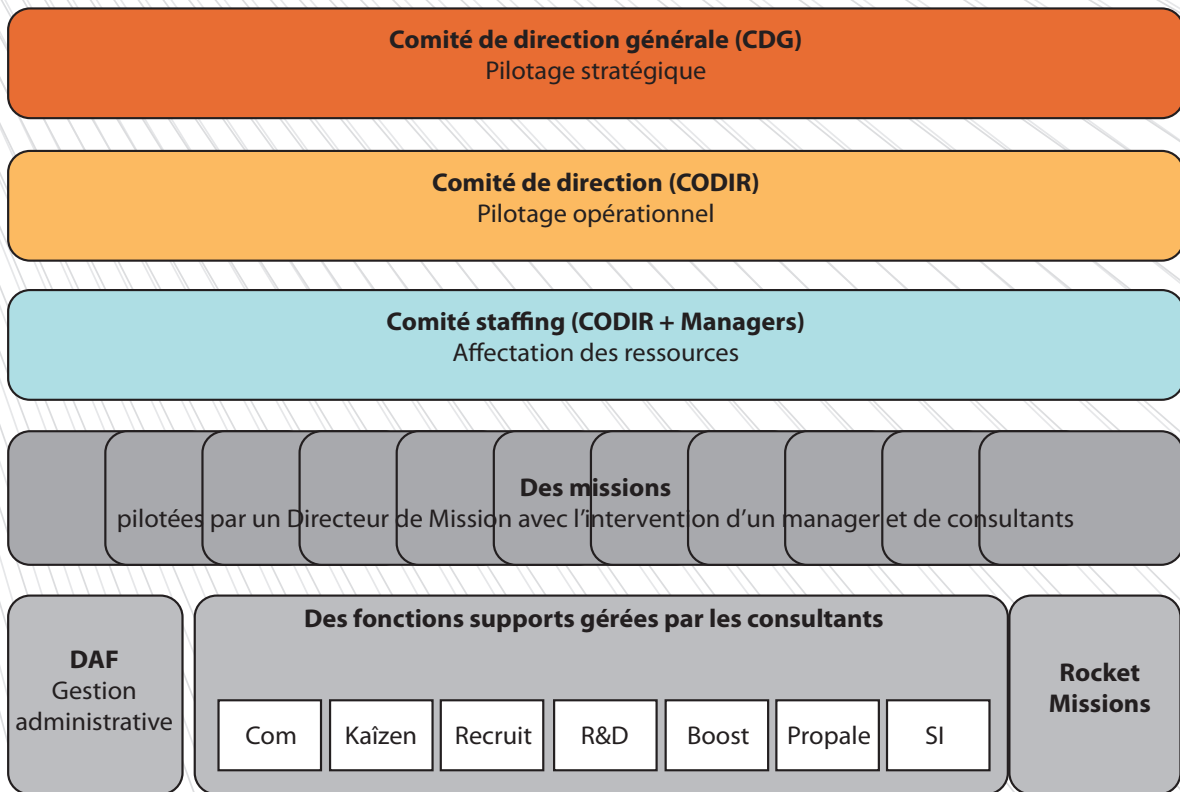 Comité de direction générale (CDG)
Pilotage stratégique
Comité de direction (CODIR)
Pilotage opérationnel
Comité staffing (CODIR + Managers)
Affectation des ressources
Des missions
pilotées par un Directeur de Mission avec l’intervention d’un manager et de consultants
DAF
Gestion
administrative
Des fonctions supports gérées par les consultants
Com
Kaîzen
Recruit
R&D
Boost
Propale
SI
Rocket
Missions